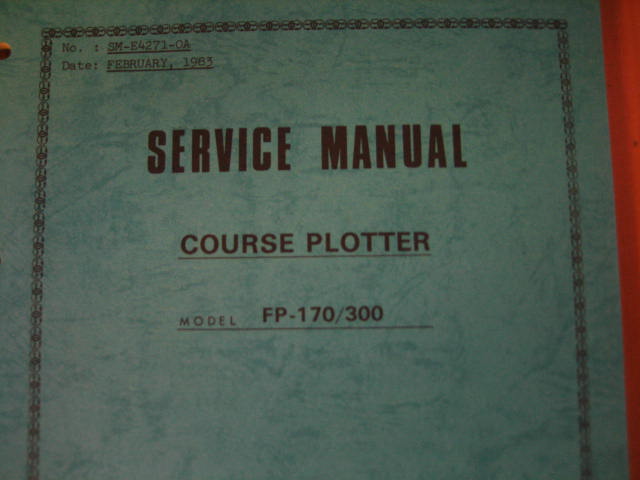 No. : SM-E4271-0A
Date: FEBRUARY, 1983
SERVICE MANUAL
COURSE PLOTTER
MODEL FP-170/300